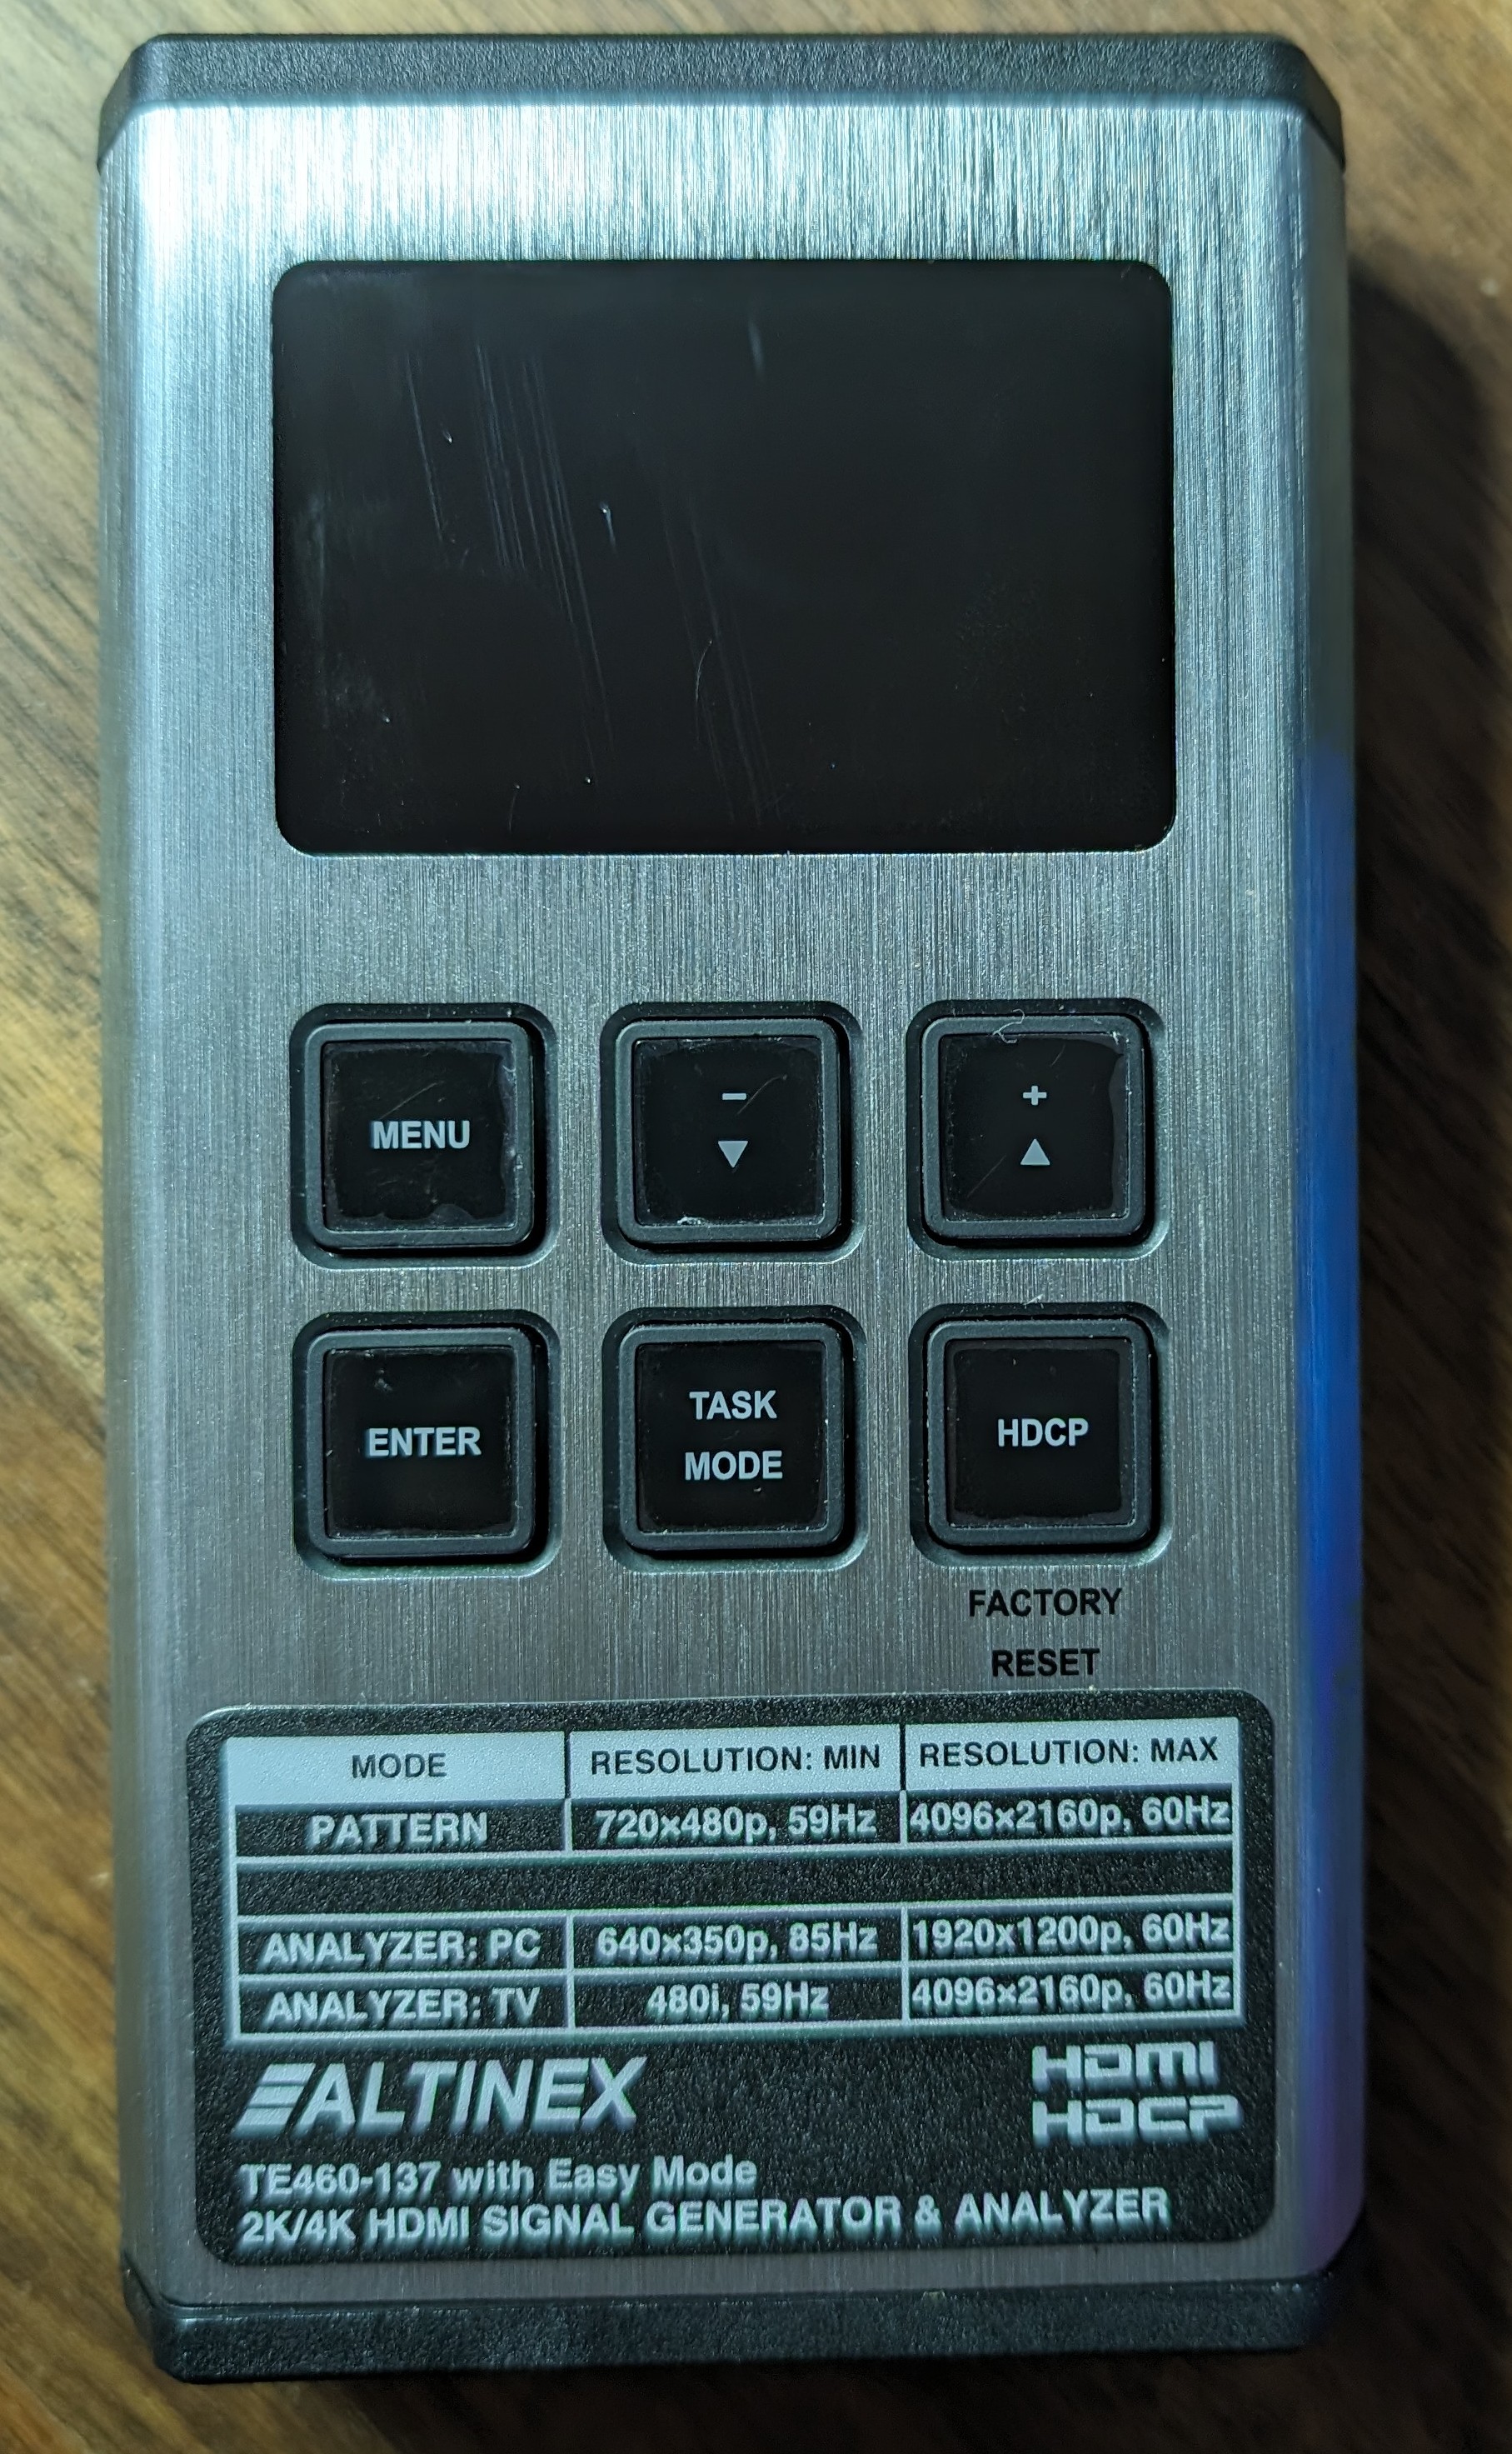 MENU
-
▼
+
▲
ENTER
TASK
MODE
HDCP
FACTORY
RESET
MODE RESOLUTION: MIN RESOLUTION: MAX
PATTERN 720x480p, 59Hz 4096x2160p, 60Hz
ANALYZER: PC 640x350p, 85Hz 1920x1200p, 60Hz
ANALYZER: TV 480i, 59Hz 4096x2160p, 60Hz
ALTINEX
HDMI
HDCP
TE460-137 with Easy Mode
2K/4K HDMI SIGNAL GENERATOR & ANALYZER